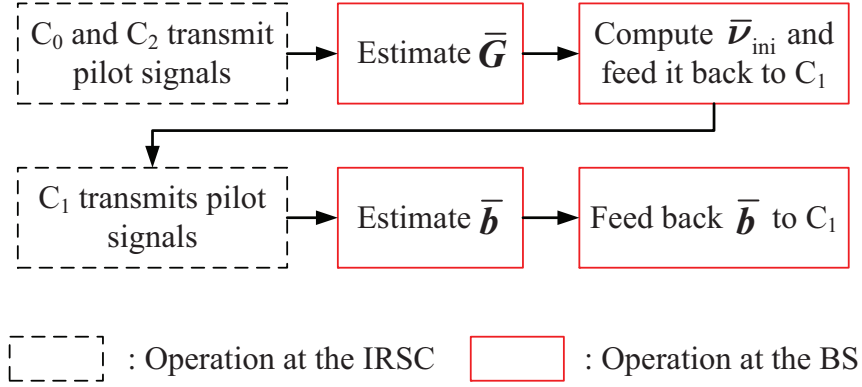 C₀ and C₂ transmit
pilot signals
Estimate G̅
Compute ν̅ᵢₙᵢ and
feed it back to C₁
C₁ transmits pilot
signals
Estimate b̅
Feed back b̅ to C₁
: Operation at the IRSC
: Operation at the BS